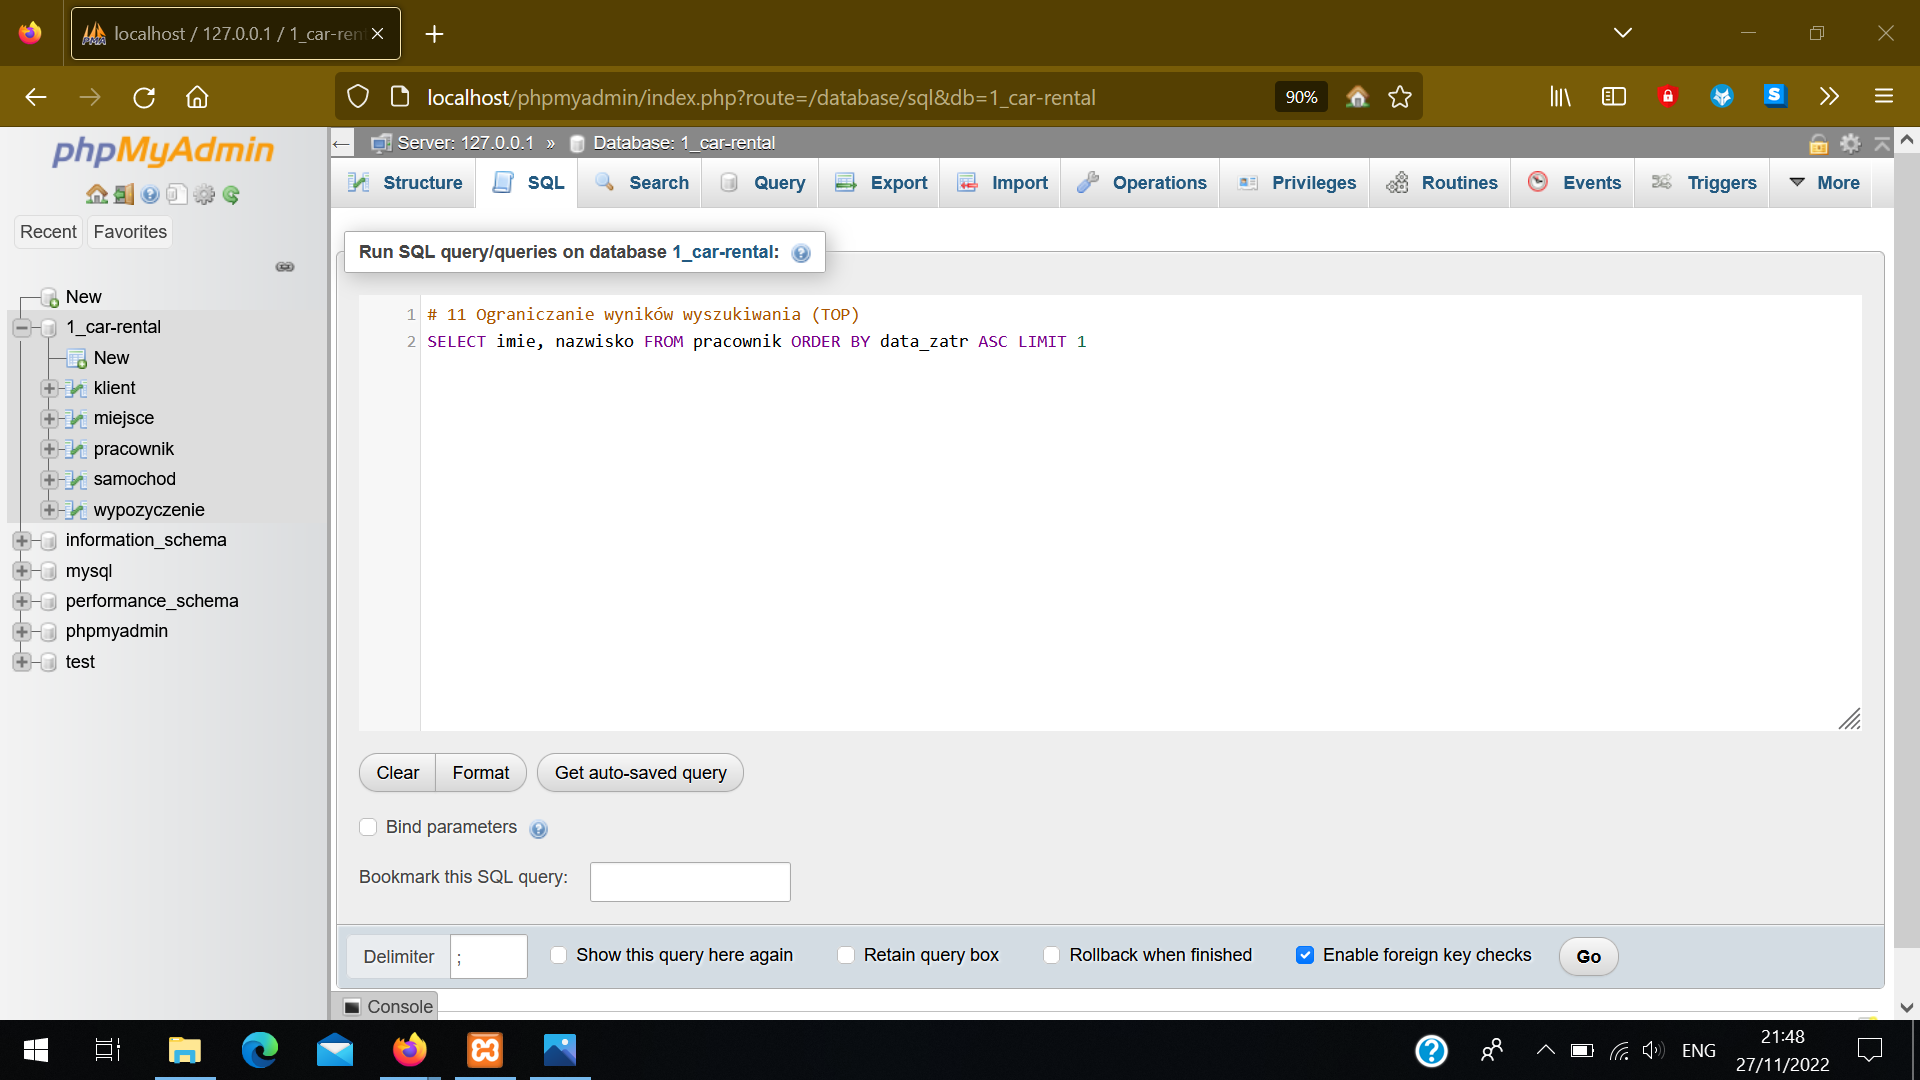 localhost / 127.0.0.1 / 1_car-ren
localhost/phpmyadmin/index.php?route=/database/sql&db=1_car-rental
90%
phpMyAdmin
Recent
Favorites
New
1_car-rental
New
klient
miejsce
pracownik
samochod
wypozyczenie
information_schema
mysql
performance_schema
phpmyadmin
test
Server: 127.0.0.1 » Database: 1_car-rental
Structure SQL Search Query Export Import Operations Privileges Routines Events Triggers More
Run SQL query/queries on database 1_car-rental:
1 # 11 Ograniczanie wyników wyszukiwania (TOP)
2 SELECT imie, nazwisko FROM pracownik ORDER BY data_zatr ASC LIMIT 1
Clear Format Get auto-saved query
Bind parameters
Bookmark this SQL query:
Delimiter ; Show this query here again Retain query box Rollback when finished Enable foreign key checks Go
Console
ENG
21:48
27/11/2022